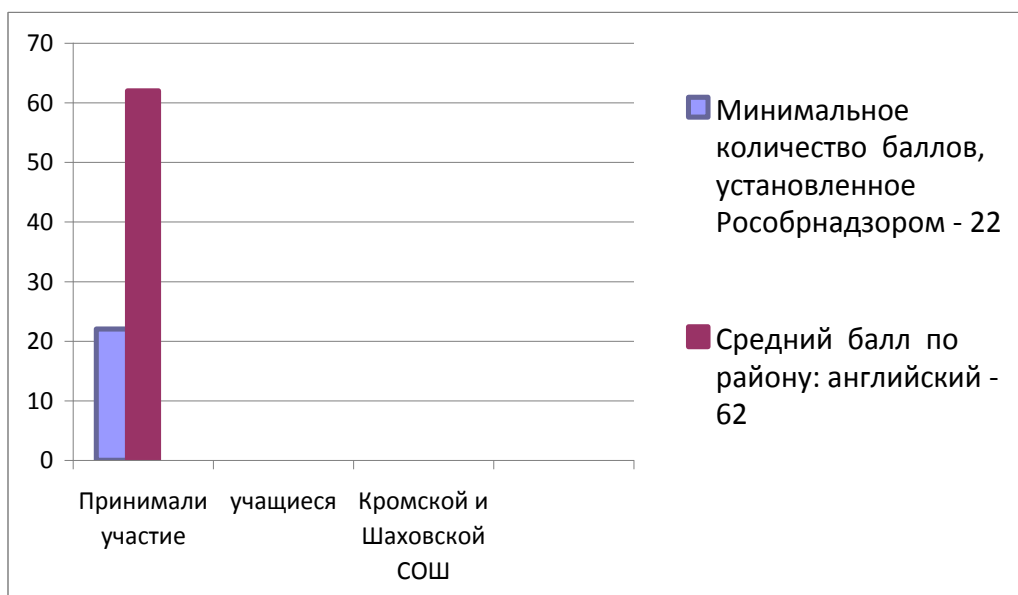 70
60
50
40
30
20
10
0
Принимали участие
учащиеся
Кромской и Шаховской СОШ
Минимальное
количество баллов,
установленное
Рособрнадзором - 22
Средний балл по
району: английский -
62